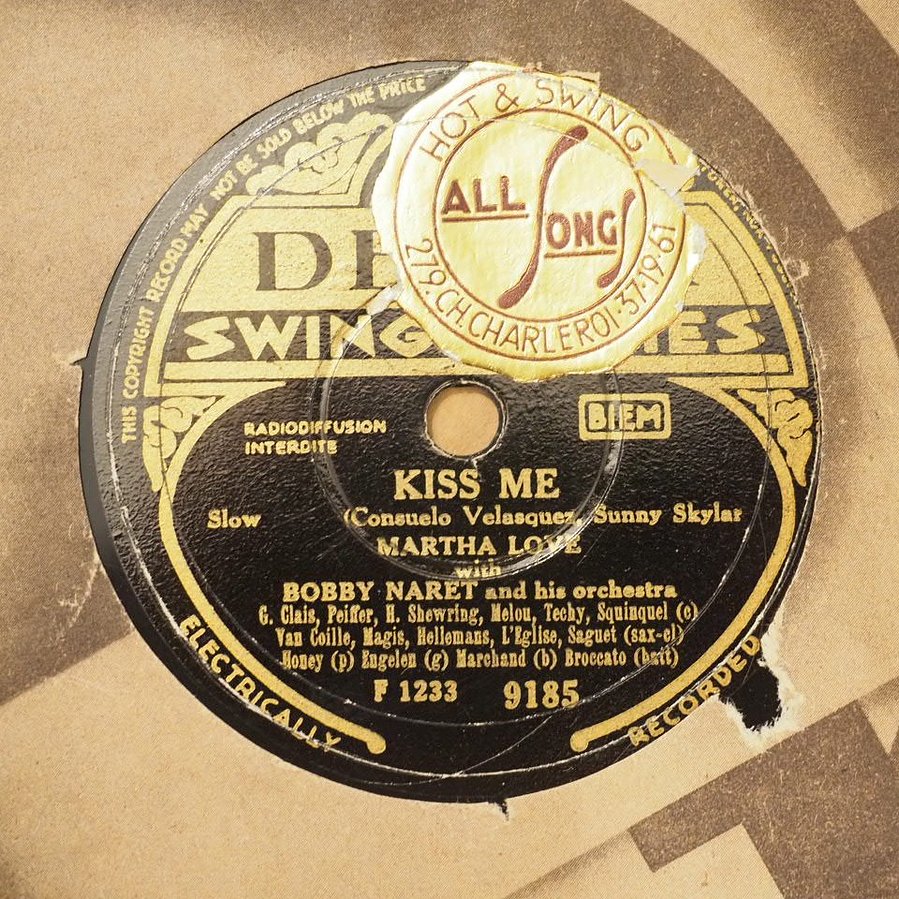 THIS COPYRIGHT RECORD MAY NOT BE SOLD BELOW THE PRICE
HOT & SWING
ALL SONGS
279. CH. CHARLEROI · 37·19·61
DE
SWING
IES
RADIODIFFUSION
INTERDITE
BIEM
KISS ME
Slow
(Consuelo Velasquez, Sunny Skylar
MARTHA LOVE
with
BOBBY NARET and his orchestra
G. Clais, Peiffer, H. Shewring, Melou, Techy, Squinquel (c)
Van Coille, Magis, Hellemans, L'Eglise, Saguet (sax-cl)
Honey (p) Engelen (g) Marchand (b) Broccato (batt)
F 1233 9185
ELECTRICALLY RECORDED